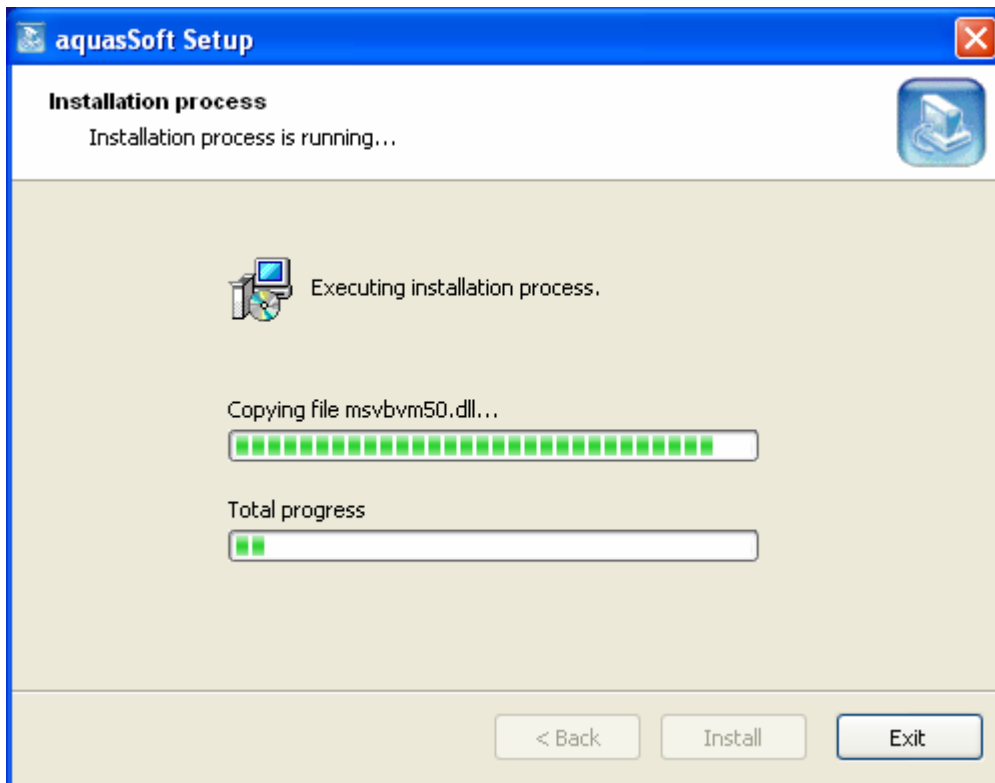 aquasSoft Setup
Installation process
Installation process is running...
Executing installation process.
Copying file msvbvm50.dll...
Total progress
< Back
Install
Exit